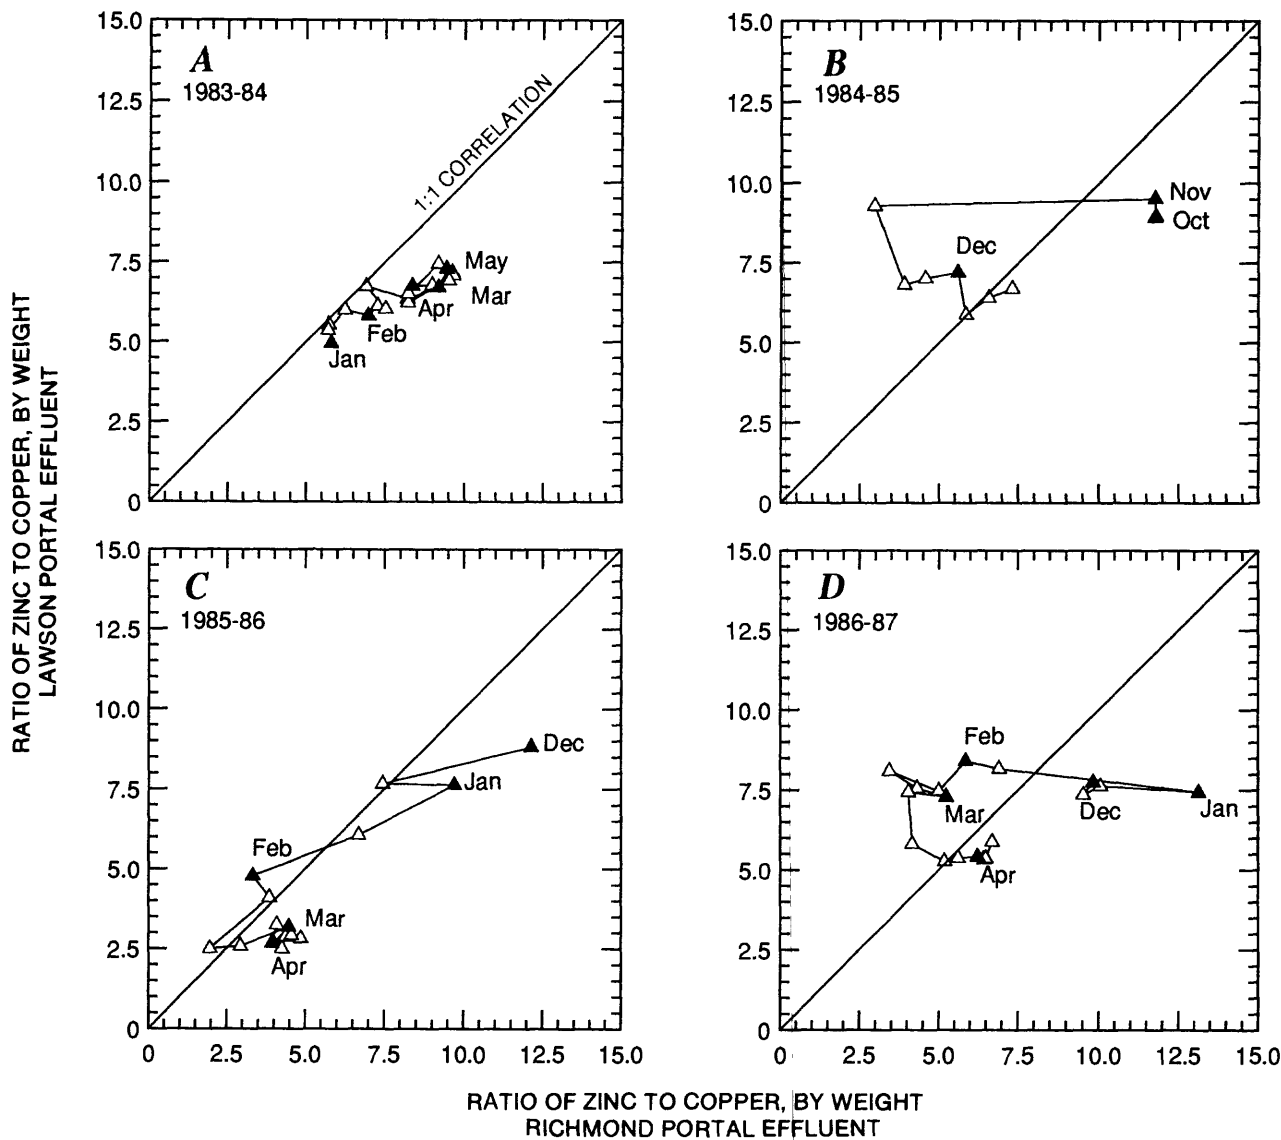 RATIO OF ZINC TO COPPER, BY WEIGHT
LAWSON PORTAL EFFLUENT
A
1983-84
1:1 CORRELATION
15.0
12.5
10.0
7.5
5.0
2.5
0
May
Mar
Apr
Feb
Jan
B
1984-85
15.0
12.5
10.0
7.5
5.0
2.5
0
Nov
Oct
Dec
C
1985-86
15.0
12.5
10.0
7.5
5.0
2.5
0
Dec
Jan
Feb
Mar
Apr
0 2.5 5.0 7.5 10.0 12.5 15.0
D
1986-87
15.0
12.5
10.0
7.5
5.0
2.5
0
Feb
Mar
Dec
Jan
Apr
0 2.5 5.0 7.5 10.0 12.5 15.0
RATIO OF ZINC TO COPPER, BY WEIGHT
RICHMOND PORTAL EFFLUENT